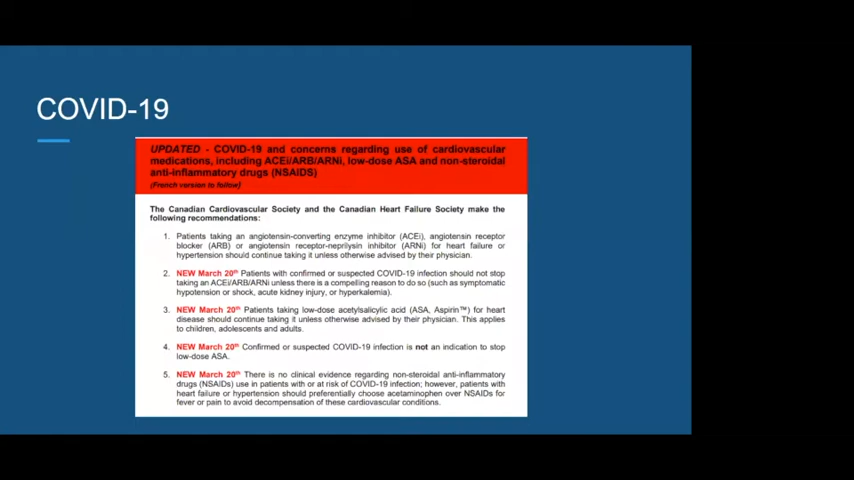 COVID-19
UPDATED - COVID-19 and concerns regarding use of cardiovascular
medications, including ACEi/ARB/ARNi, low-dose ASA and non-steroidal
anti-inflammatory drugs (NSAIDS)
(French version to follow)
The Canadian Cardiovascular Society and the Canadian Heart Failure Society make the
following recommendations:
1. Patients taking an angiotensin-converting enzyme inhibitor (ACEi), angiotensin receptor
blocker (ARB) or angiotensin receptor-neprilysin inhibitor (ARNi) for heart failure or
hypertension should continue taking it unless otherwise advised by their physician.
2. NEW March 20th Patients with confirmed or suspected COVID-19 infection should not stop
taking an ACEi/ARB/ARNi unless there is a compelling reason to do so (such as symptomatic
hypotension or shock, acute kidney injury, or hyperkalemia).
3. NEW March 20th Patients taking low-dose acetylsalicylic acid (ASA, Aspirin™) for heart
disease should continue taking it unless otherwise advised by their physician. This applies
to children, adolescents and adults.
4. NEW March 20th Confirmed or suspected COVID-19 infection is not an indication to stop
low-dose ASA.
5. NEW March 20th There is no clinical evidence regarding non-steroidal anti-inflammatory
drugs (NSAIDs) use in patients with or at risk of COVID-19 infection; however, patients with
heart failure or hypertension should preferentially choose acetaminophen over NSAIDs for
fever or pain to avoid decompensation of these cardiovascular conditions.